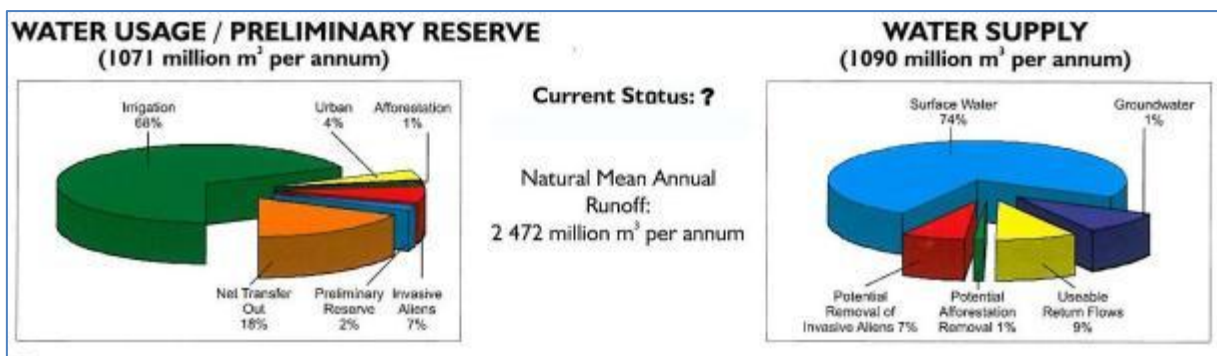 WATER USAGE / PRELIMINARY RESERVE
(1071 million m³ per annum)
Irrigation
68%
Urban
4%
Afforestation
1%
Net Transfer
Out
18%
Preliminary
Reserve
2%
Invasive
Aliens
7%
Current Status: ?
Natural Mean Annual
Runoff:
2 472 million m³ per annum
WATER SUPPLY
(1090 million m³ per annum)
Surface Water
74%
Groundwater
1%
Potential
Removal of
Invasive Aliens 7%
Potential
Afforestation
Removal 1%
Useable
Return Flows
9%